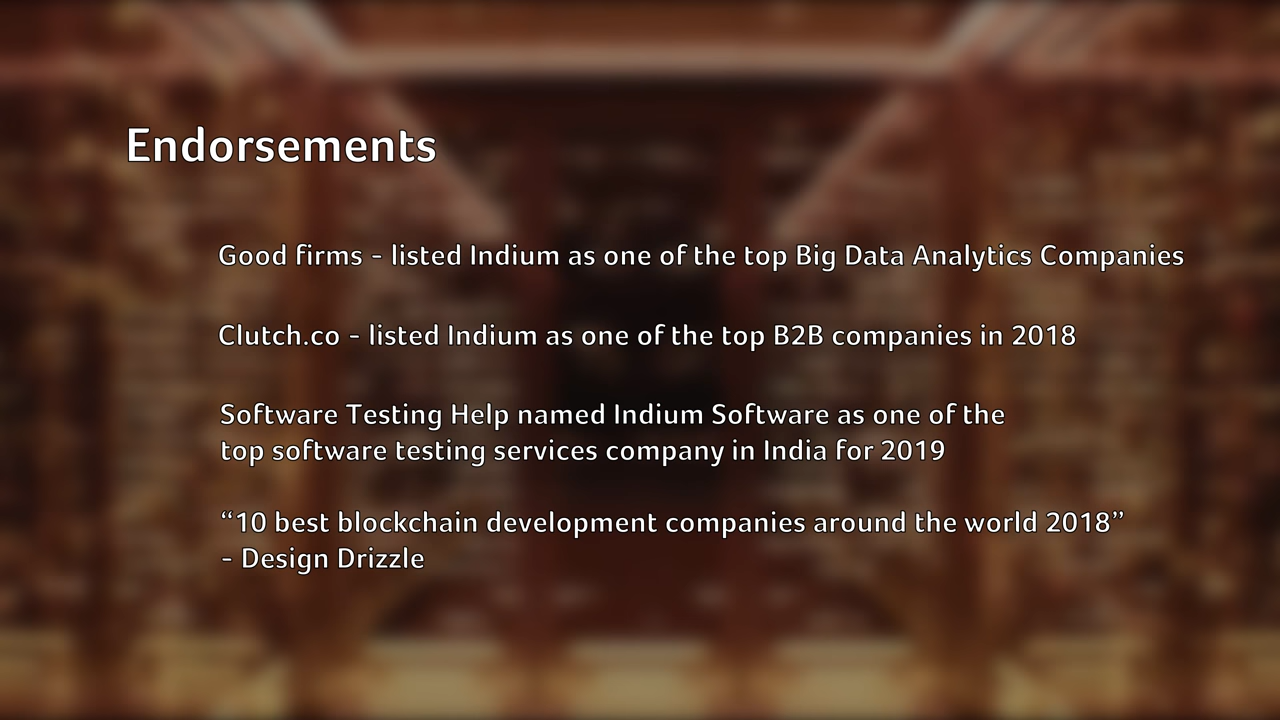 Endorsements
Good firms - listed Indium as one of the top Big Data Analytics Companies
Clutch.co - listed Indium as one of the top B2B companies in 2018
Software Testing Help named Indium Software as one of the
top software testing services company in India for 2019
“10 best blockchain development companies around the world 2018”
- Design Drizzle